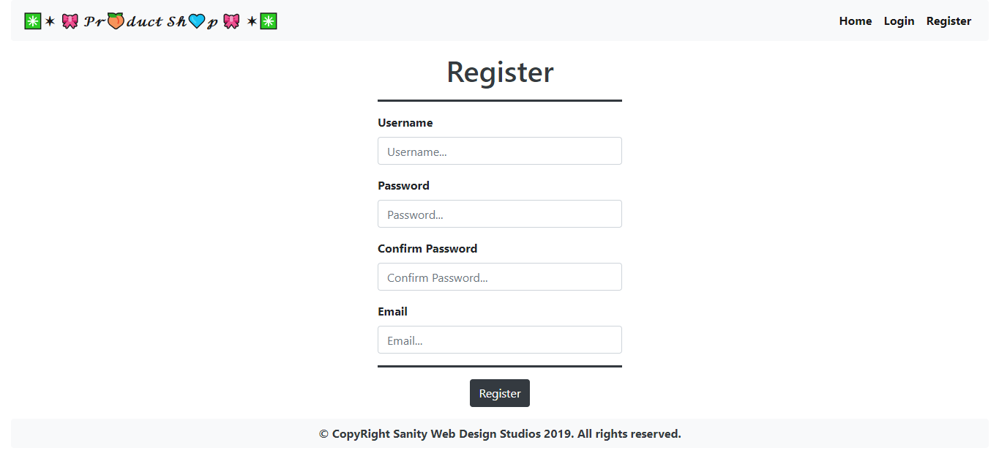 ✳️✶ 🎀 𝒫𝓇🍑𝒹𝓊𝒸𝓉 𝒮𝒽💙𝓅 🎀 ✶✳️
Home Login Register
Register
Username
Username...
Password
Password...
Confirm Password
Confirm Password...
Email
Email...
Register
© CopyRight Sanity Web Design Studios 2019. All rights reserved.